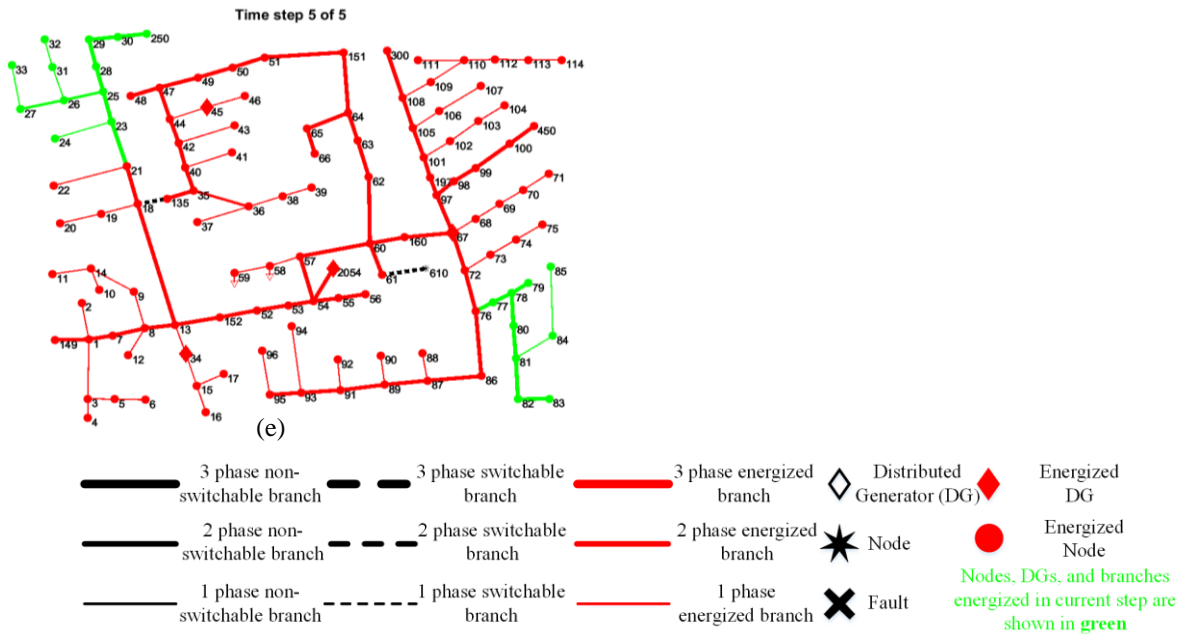 Time step 5 of 5
32 29 30 250
33 31 28
27 26 25
24 23
51 151
50
49
48 47
45 46
44
43
42
41
40
22 21
18 135 35
20 19
37 36 38 39
64
65
63
66
62
300
111 110 112 113 114
109
108 107
106 104
105 103 450
102 100
101
99
197 98
97 71
70
69
68
67 75
74
73
72
60 160
57
59 58
2054 61 610
11 14
10 9
2
149 1 7 8 13 152 52 53 54 55 56
12
34
17
15
16
3 5 6
4
94
96 92 90 88
95 93 91 89 87 86
85
79
78
77
76
80
84
81
82 83
(e)
3 phase non-
switchable branch
3 phase switchable
branch
3 phase energized
branch
Distributed
Generator (DG)
Energized
DG
2 phase non-
switchable branch
2 phase switchable
branch
2 phase energized
branch
Node
Energized
Node
1 phase non-
switchable branch
1 phase switchable
branch
1 phase
energized branch
Fault
Nodes, DGs, and branches
energized in current step are
shown in green